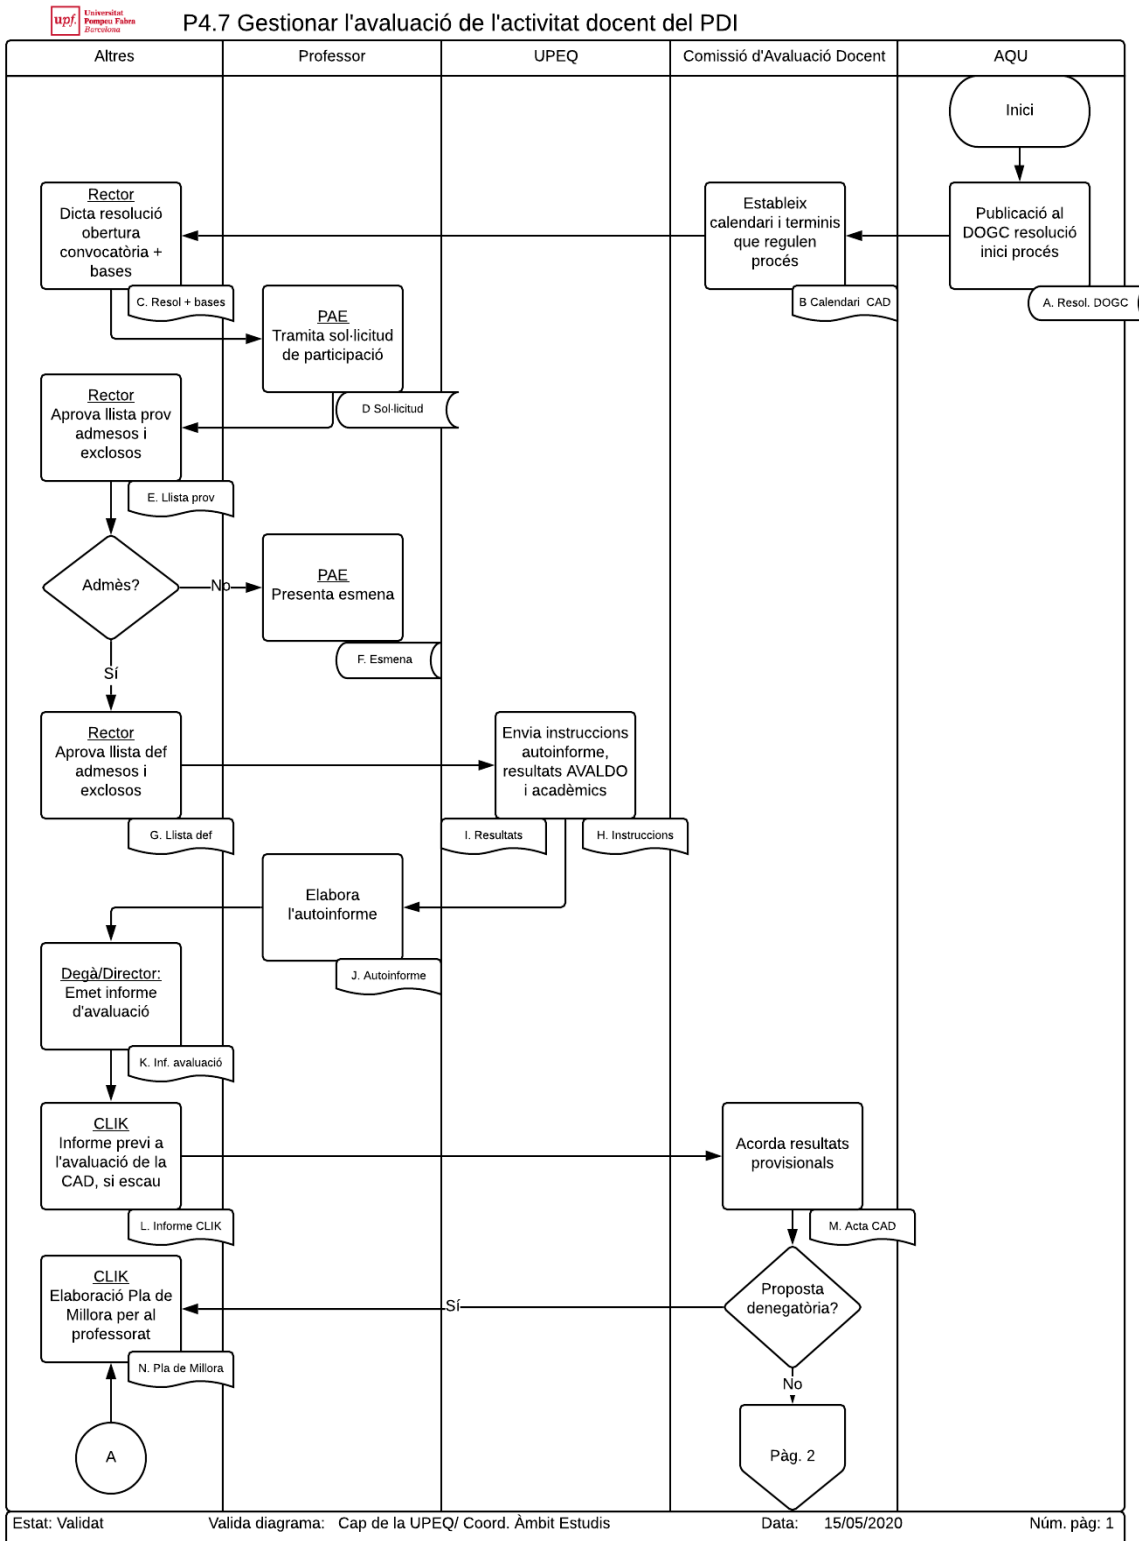 upf.
Universitat
Pompeu Fabra
Barcelona
P4.7 Gestionar l'avaluació de l'activitat docent del PDI
Altres
Professor
UPEQ
Comissió d'Avaluació Docent
AQU
Inici
Rector
Dicta resolució
obertura
convocatòria +
bases
C. Resol + bases
Estableix
calendari i terminis
que regulen
procés
B Calendari CAD
Publicació al
DOGC resolució
inici procés
A. Resol. DOGC
PAE
Tramita sol·licitud
de participació
D Sol·licitud
Rector
Aprova llista prov
admesos i
exclosos
E. Llista prov
Admès?
No
PAE
Presenta esmena
F. Esmena
Sí
Rector
Aprova llista def
admesos i
exclosos
G. Llista def
Envia instruccions
autoinforme,
resultats AVALDO
i acadèmics
I. Resultats
H. Instruccions
Elabora
l'autoinforme
J. Autoinforme
Degà/Director:
Emet informe
d'avaluació
K. Inf. avaluació
CLIK
Informe previ a
l'avaluació de la
CAD, si escau
L. Informe CLIK
Acorda resultats
provisionals
M. Acta CAD
CLIK
Elaboració Pla de
Millora per al
professorat
N. Pla de Millora
Sí
Proposta
denegatòria?
No
A
Pàg. 2
Estat: Validat
Valida diagrama: Cap de la UPEQ/ Coord. Àmbit Estudis
Data: 15/05/2020
Núm. pàg: 1